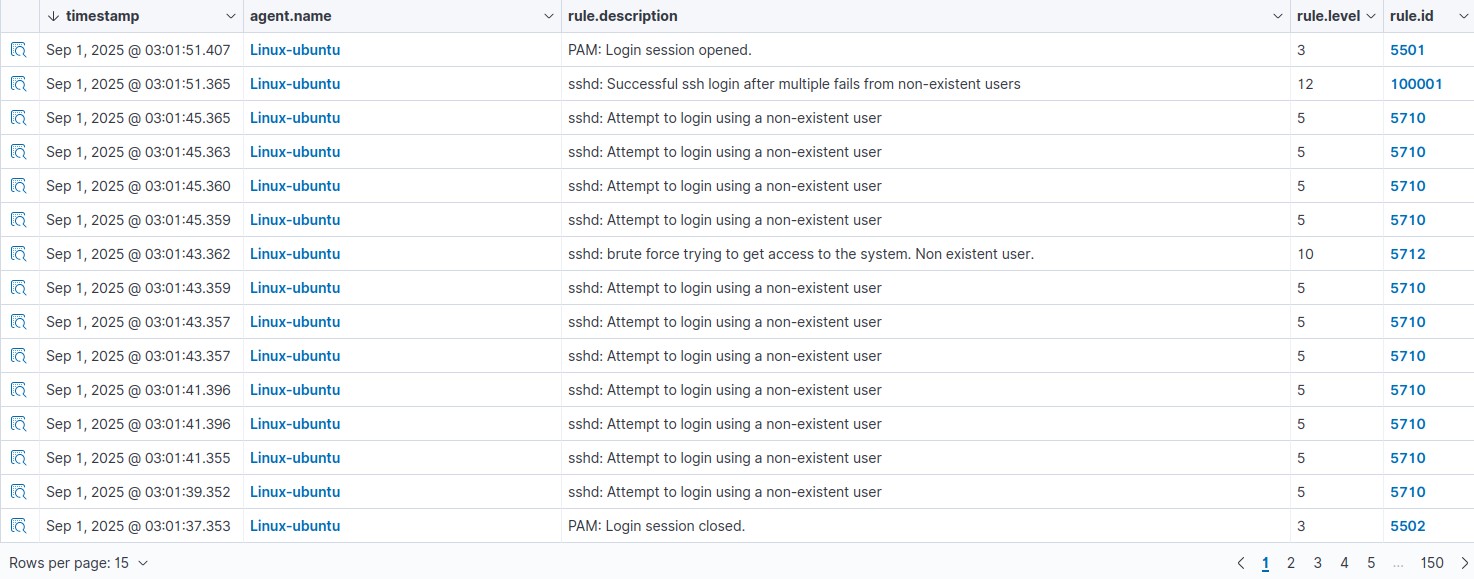 timestamp agent.name rule.description rule.level rule.id
Sep 1, 2025 @ 03:01:51.407 Linux-ubuntu PAM: Login session opened. 3 5501
Sep 1, 2025 @ 03:01:51.365 Linux-ubuntu sshd: Successful ssh login after multiple fails from non-existent users 12 100001
Sep 1, 2025 @ 03:01:45.365 Linux-ubuntu sshd: Attempt to login using a non-existent user 5 5710
Sep 1, 2025 @ 03:01:45.363 Linux-ubuntu sshd: Attempt to login using a non-existent user 5 5710
Sep 1, 2025 @ 03:01:45.360 Linux-ubuntu sshd: Attempt to login using a non-existent user 5 5710
Sep 1, 2025 @ 03:01:45.359 Linux-ubuntu sshd: Attempt to login using a non-existent user 5 5710
Sep 1, 2025 @ 03:01:43.362 Linux-ubuntu sshd: brute force trying to get access to the system. Non existent user. 10 5712
Sep 1, 2025 @ 03:01:43.359 Linux-ubuntu sshd: Attempt to login using a non-existent user 5 5710
Sep 1, 2025 @ 03:01:43.357 Linux-ubuntu sshd: Attempt to login using a non-existent user 5 5710
Sep 1, 2025 @ 03:01:43.357 Linux-ubuntu sshd: Attempt to login using a non-existent user 5 5710
Sep 1, 2025 @ 03:01:41.396 Linux-ubuntu sshd: Attempt to login using a non-existent user 5 5710
Sep 1, 2025 @ 03:01:41.396 Linux-ubuntu sshd: Attempt to login using a non-existent user 5 5710
Sep 1, 2025 @ 03:01:41.355 Linux-ubuntu sshd: Attempt to login using a non-existent user 5 5710
Sep 1, 2025 @ 03:01:39.352 Linux-ubuntu sshd: Attempt to login using a non-existent user 5 5710
Sep 1, 2025 @ 03:01:37.353 Linux-ubuntu PAM: Login session closed. 3 5502
Rows per page: 15 1 2 3 4 5 ... 150